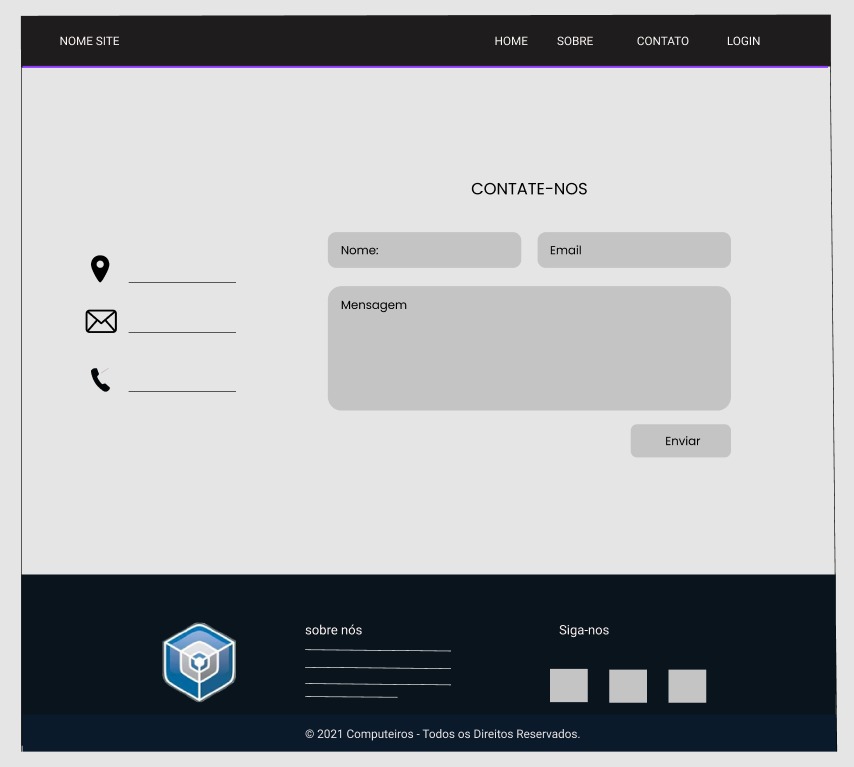 NOME SITE
HOME SOBRE CONTATO LOGIN
CONTATE-NOS
Nome:
Email
Mensagem
Enviar
sobre nós
Siga-nos
© 2021 Computeiros - Todos os Direitos Reservados.